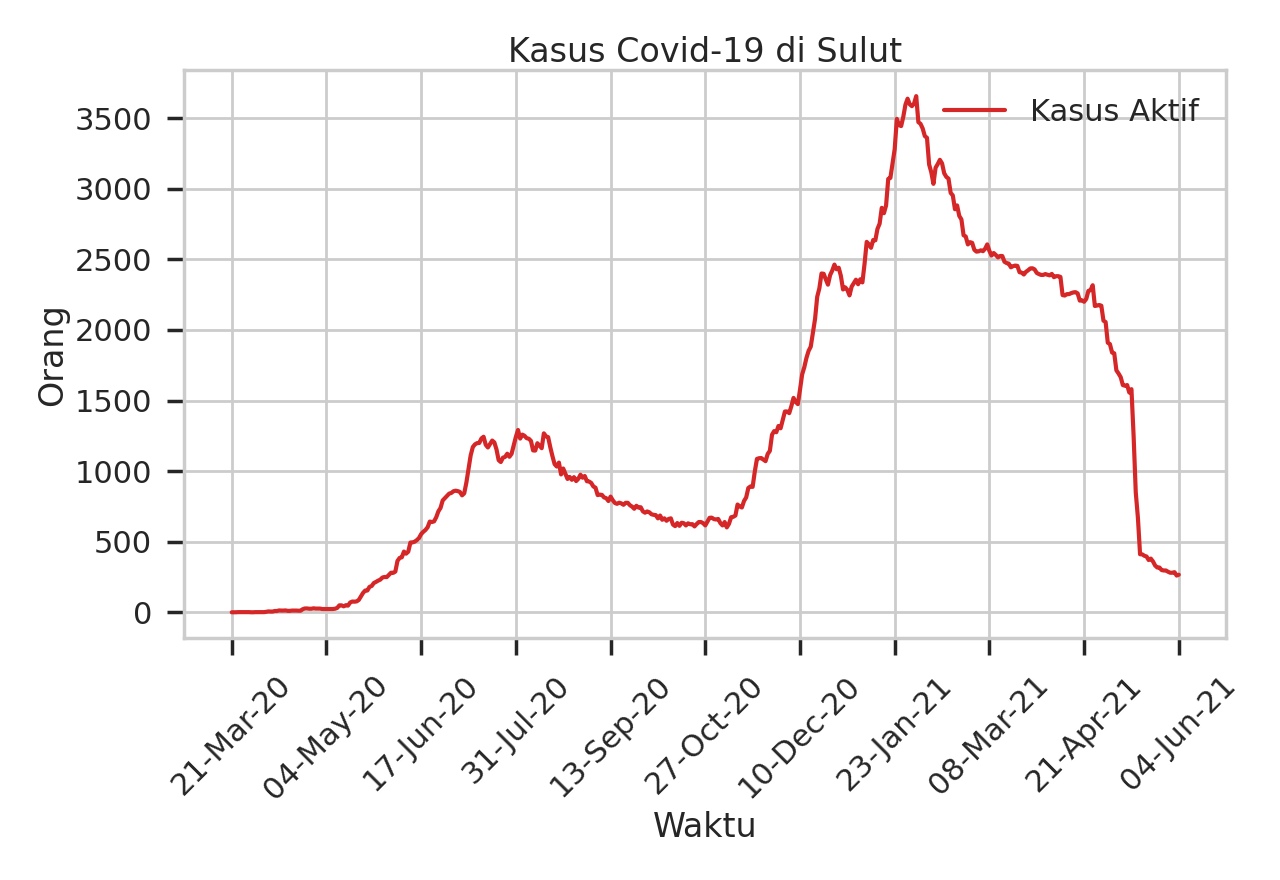 Kasus Covid-19 di Sulut
Kasus Aktif
3500
3000
2500
2000
1500
1000
500
0
Orang
21-Mar-20
04-May-20
17-Jun-20
31-Jul-20
13-Sep-20
27-Oct-20
10-Dec-20
23-Jan-21
08-Mar-21
21-Apr-21
04-Jun-21
Waktu